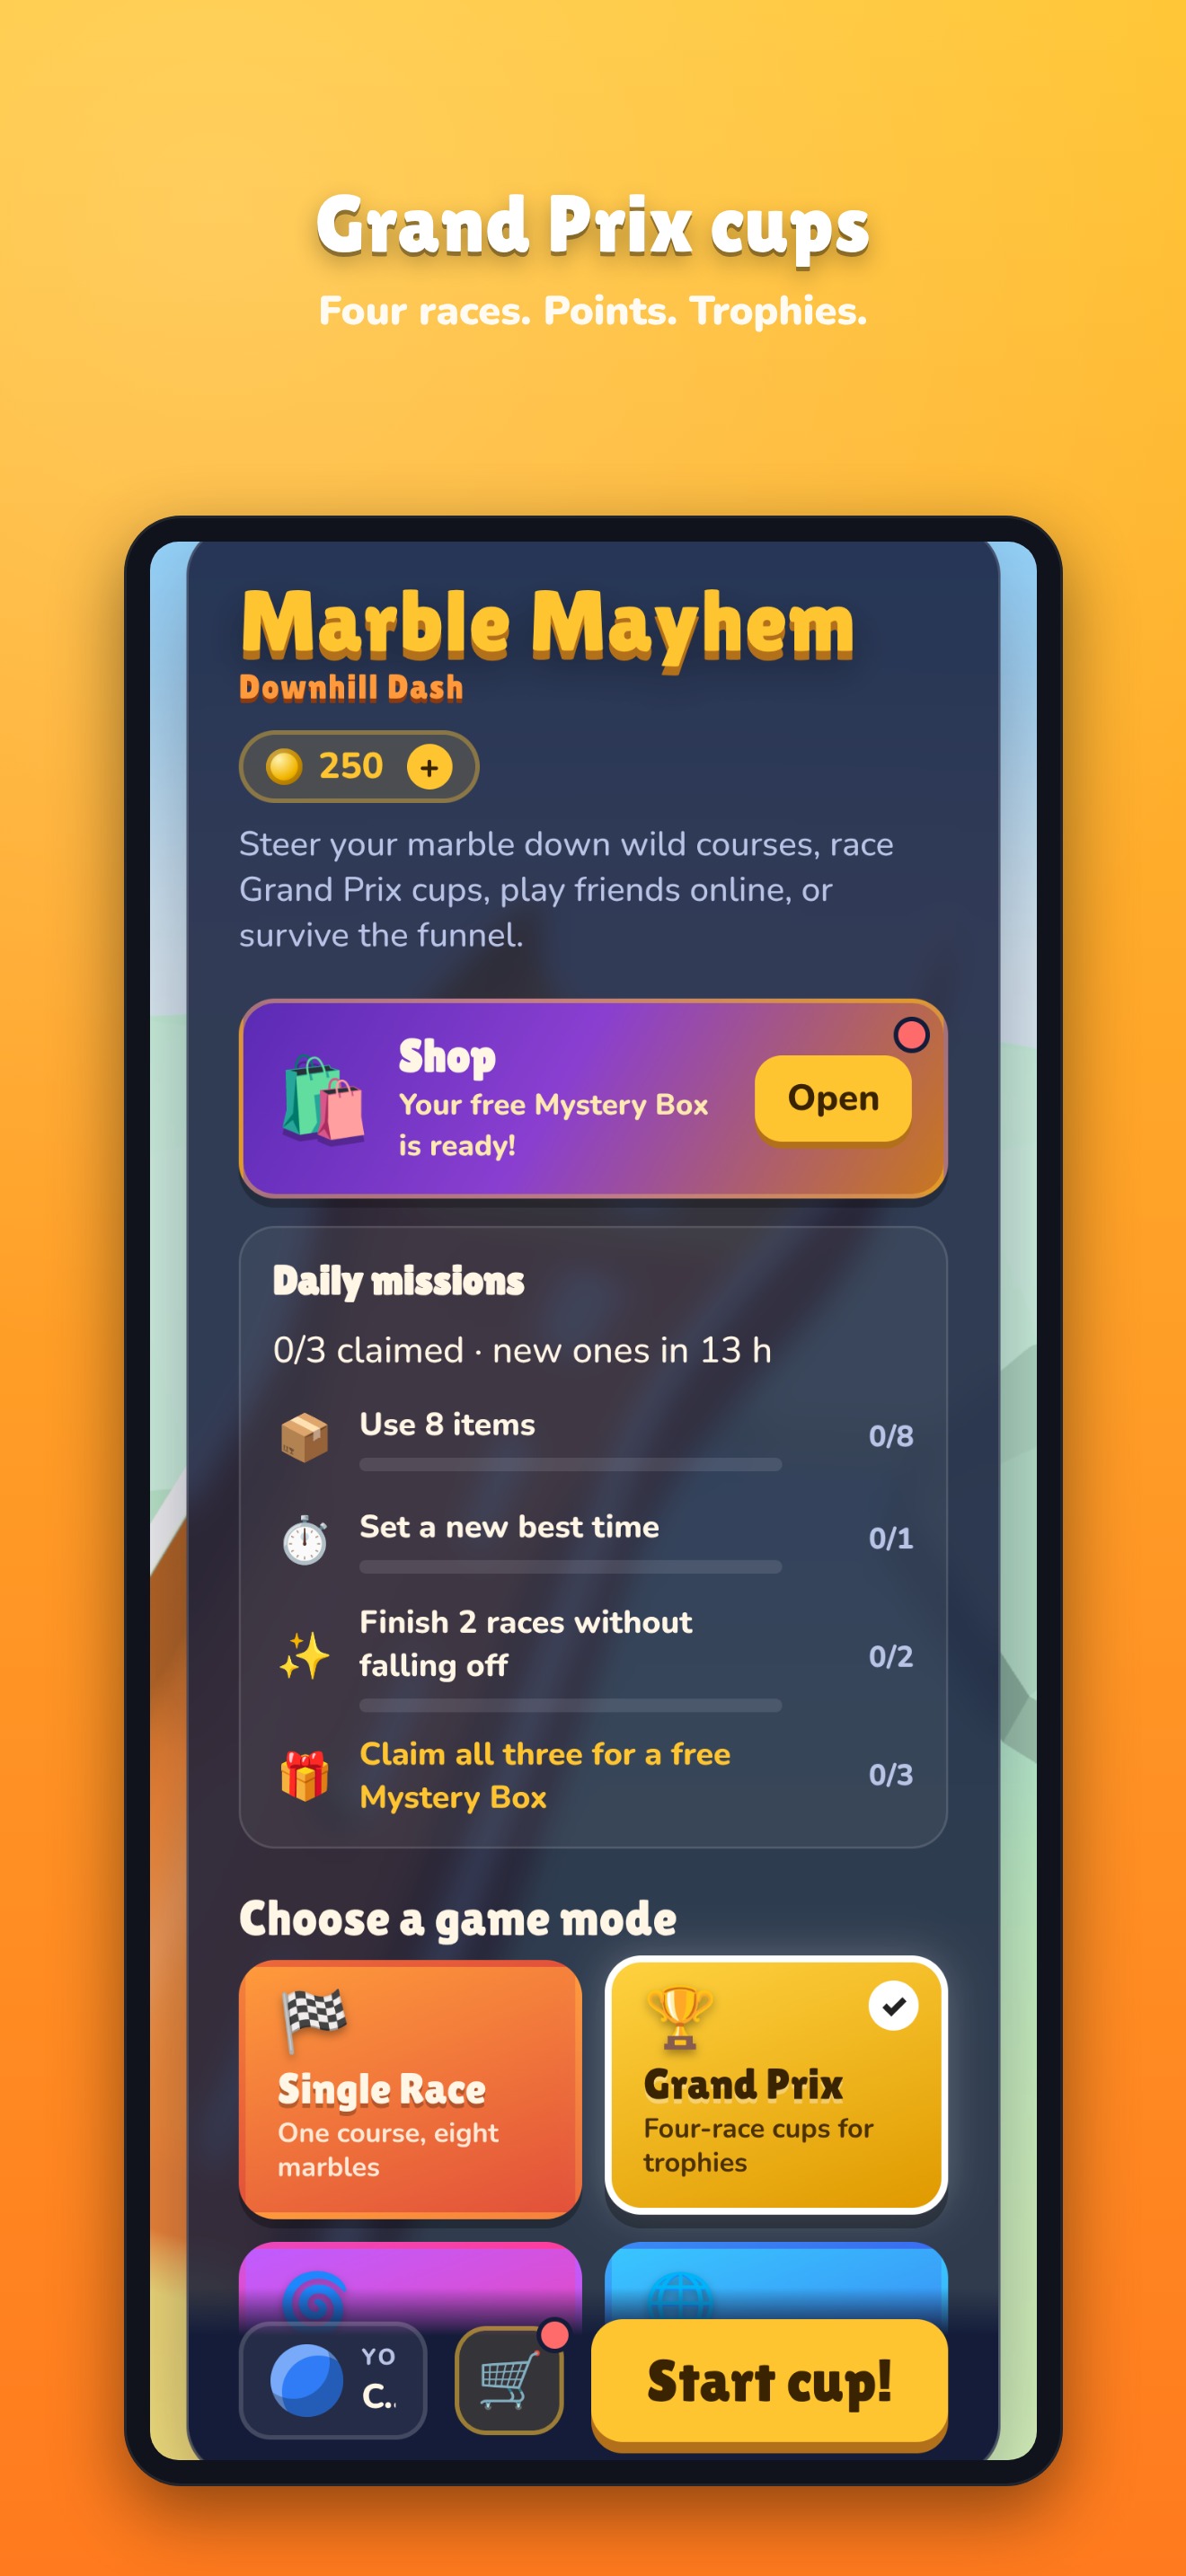 Grand Prix cups
Four races. Points. Trophies.
Marble Mayhem
Downhill Dash
250 +
Steer your marble down wild courses, race
Grand Prix cups, play friends online, or
survive the funnel.
Shop
Your free Mystery Box
is ready!
Open
Daily missions
0/3 claimed · new ones in 13 h
Use 8 items
0/8
Set a new best time
0/1
Finish 2 races without
falling off
0/2
Claim all three for a free
Mystery Box
0/3
Choose a game mode
Single Race
One course, eight
marbles
Grand Prix
Four-race cups for
trophies
YO
C..
Start cup!